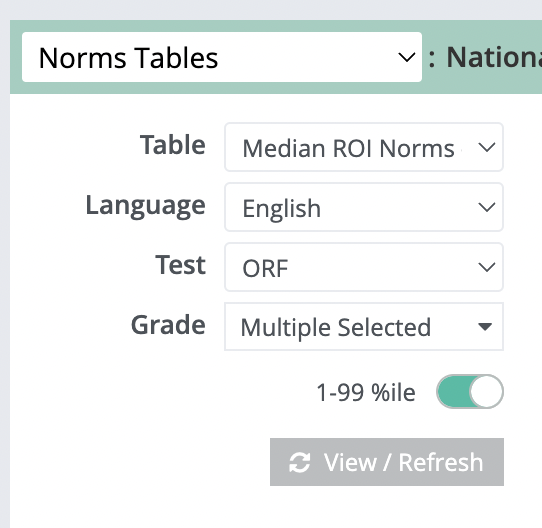 Norms Tables : Nationa
Table Median ROI Norms
Language English
Test ORF
Grade Multiple Selected
1-99 %ile
View / Refresh